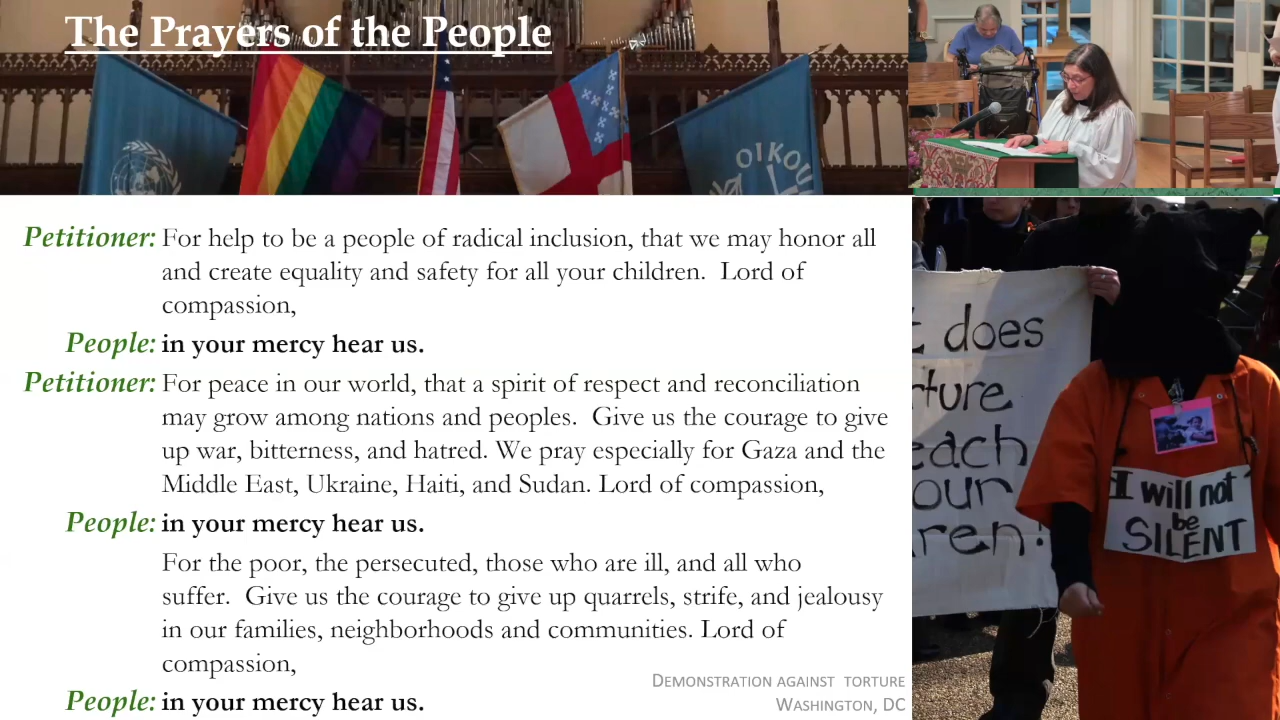 The Prayers of the People
OIKOU
Petitioner: For help to be a people of radical inclusion, that we may honor all
and create equality and safety for all your children. Lord of
compassion,
People: in your mercy hear us.
Petitioner: For peace in our world, that a spirit of respect and reconciliation
may grow among nations and peoples. Give us the courage to give
up war, bitterness, and hatred. We pray especially for Gaza and the
Middle East, Ukraine, Haiti, and Sudan. Lord of compassion,
People: in your mercy hear us.
For the poor, the persecuted, those who are ill, and all who
suffer. Give us the courage to give up quarrels, strife, and jealousy
in our families, neighborhoods and communities. Lord of
compassion,
People: in your mercy hear us.
DEMONSTRATION AGAINST TORTURE
WASHINGTON, DC
does
rture
each
our
ren!
I will not
be
SILENT